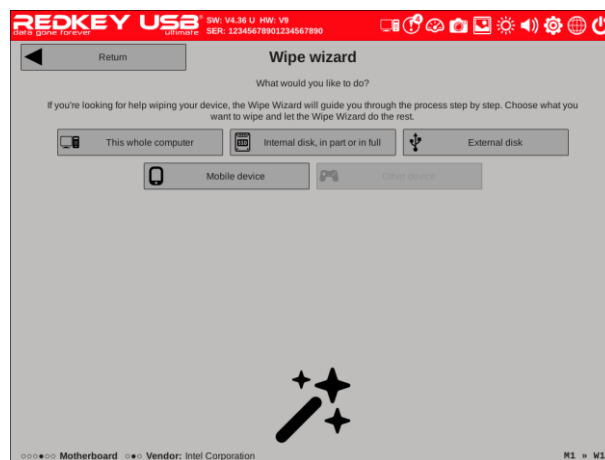 REDKEY USB®
data gone forever
ultimate
SW: V4.36 U HW: V9
SER: 12345678901234567890
Return
Wipe wizard
What would you like to do?
If you're looking for help wiping your device, the Wipe Wizard will guide you through the process step by step. Choose what you
want to wipe and let the Wipe Wizard do the rest.
This whole computer
SSD
Internal disk, in part or in full
External disk
Mobile device
Other device
Motherboard
Vendor: Intel Corporation
M1 » W1